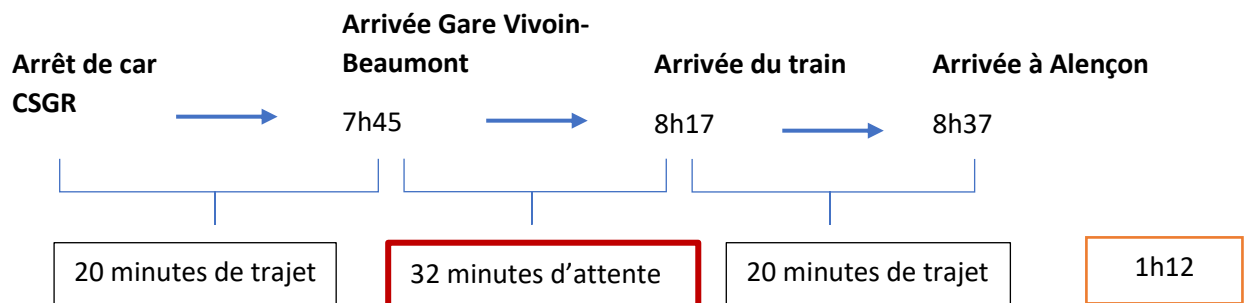 Arrêt de car
CSGR
Arrivée Gare Vivoin-
Beaumont
7h45
Arrivée du train
8h17
Arrivée à Alençon
8h37
20 minutes de trajet
32 minutes d’attente
20 minutes de trajet
1h12